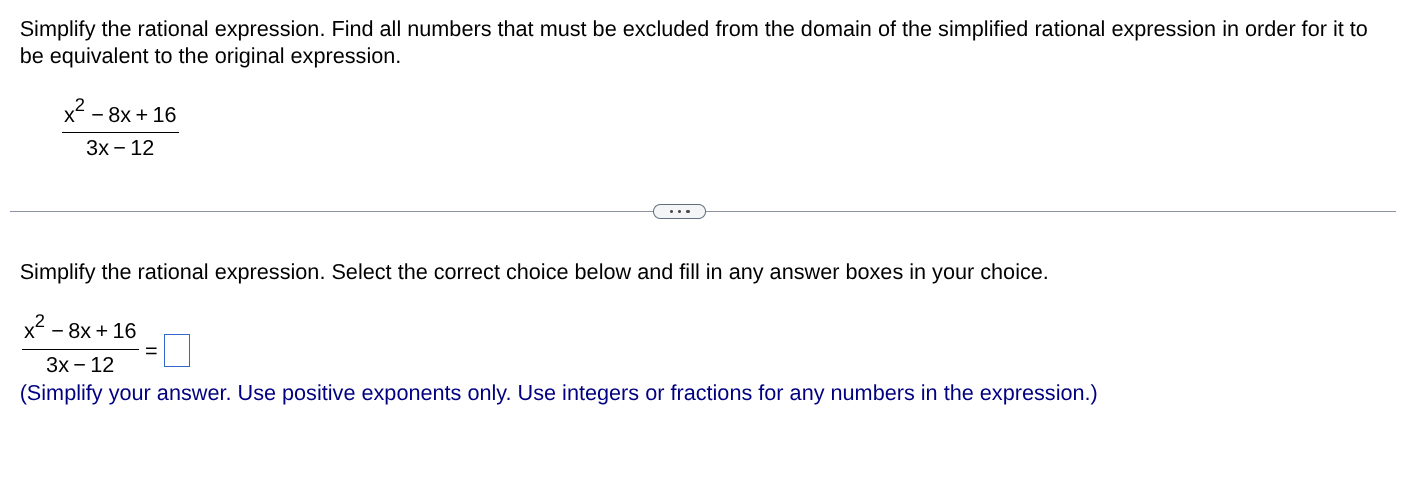 Simplify the rational expression. Find all numbers that must be excluded from the domain of the simplified rational expression in order for it to
be equivalent to the original expression.
x² − 8x + 16
3x − 12
Simplify the rational expression. Select the correct choice below and fill in any answer boxes in your choice.
x² − 8x + 16
=
3x − 12
(Simplify your answer. Use positive exponents only. Use integers or fractions for any numbers in the expression.)